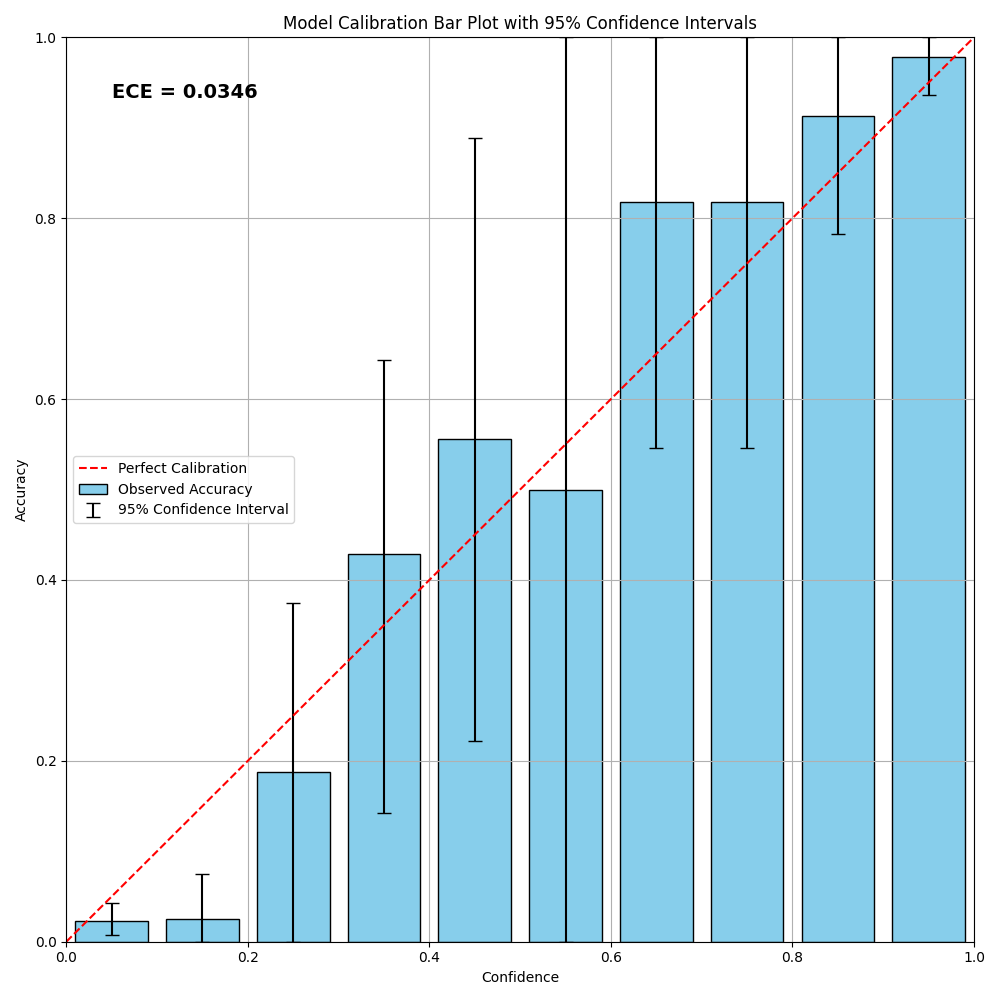 Model Calibration Bar Plot with 95% Confidence Intervals
1.0
ECE = 0.0346
0.8
0.6
Perfect Calibration
Observed Accuracy
95% Confidence Interval
Accuracy
0.4
0.2
0.0
0.0 0.2 0.4 0.6 0.8 1.0
Confidence